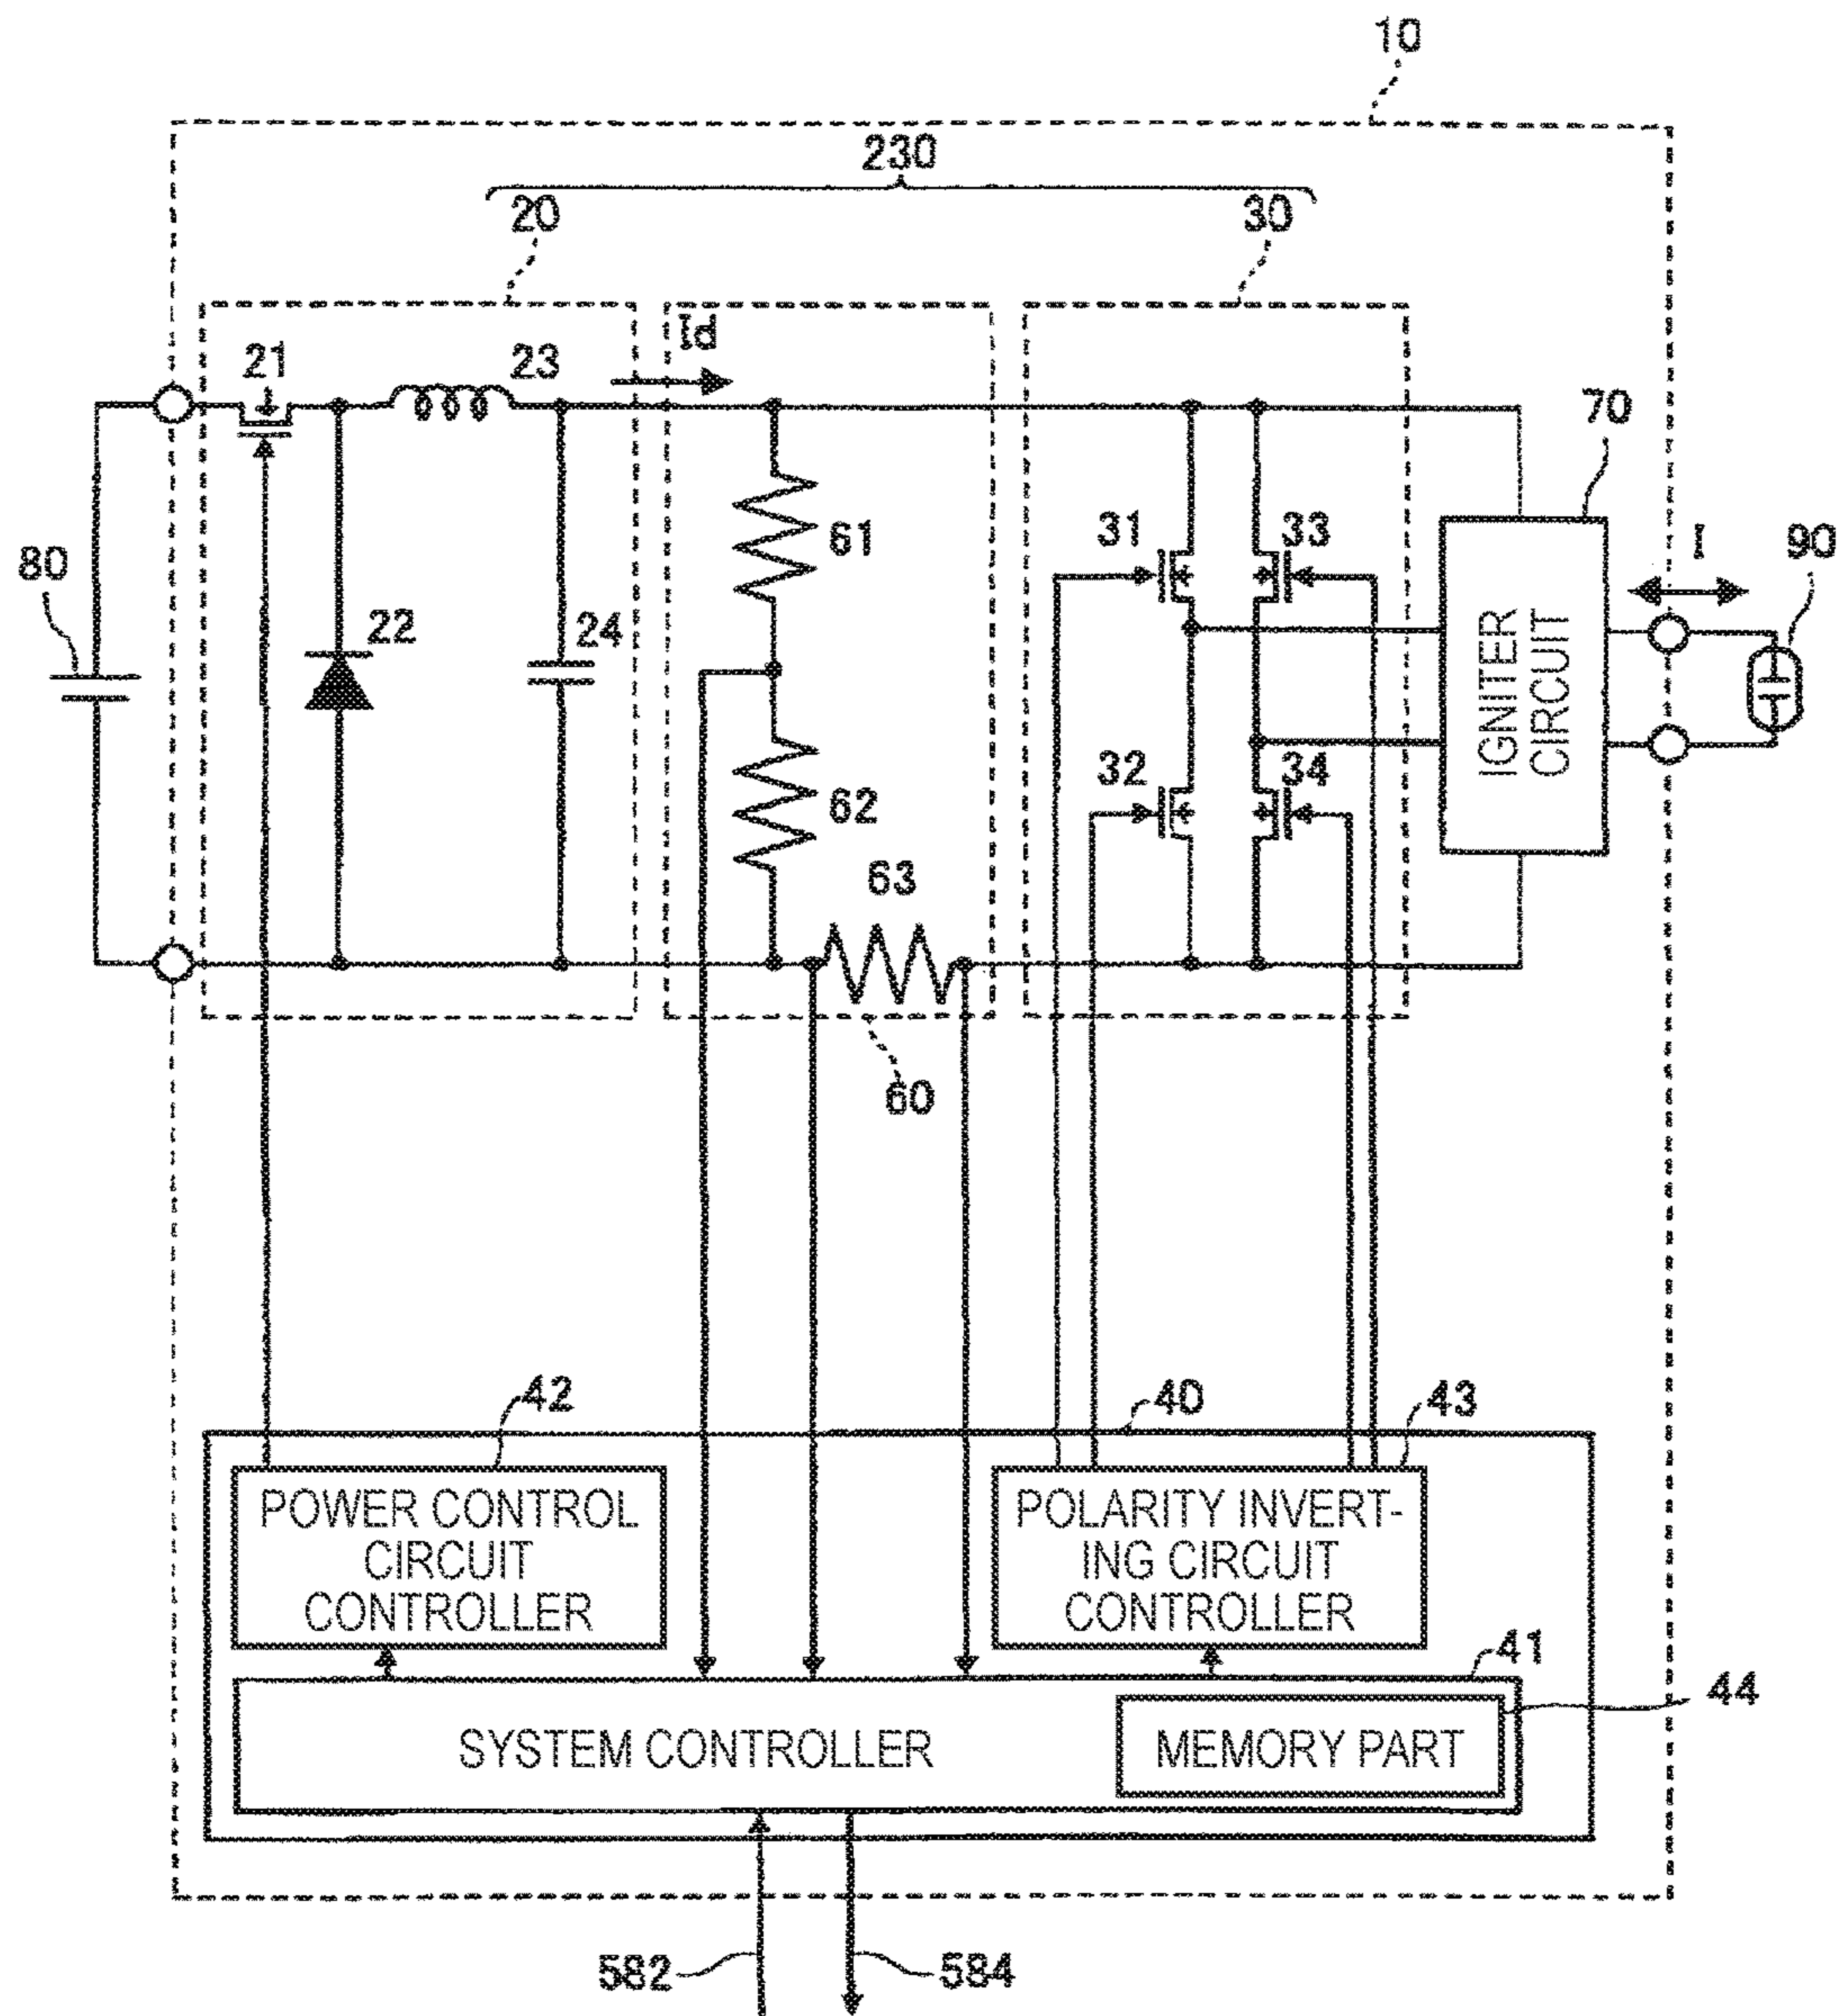 10
230
20
30
Id
21
23
70
31
33
I
90
61
80
22
24
IGNITER
CIRCUIT
32
34
62
63
60
42
40
43
POWER CONTROL
CIRCUIT
CONTROLLER
POLARITY INVERT-
ING CIRCUIT
CONTROLLER
41
44
SYSTEM CONTROLLER
MEMORY PART
582
584